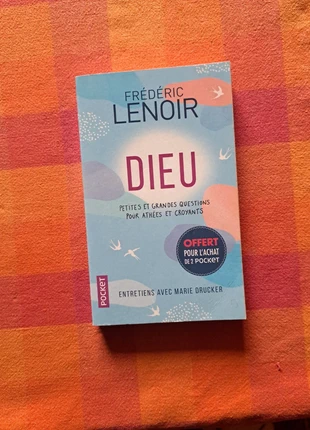 FRÉDÉRIC
LENOIR
DIEU
PETITES ET GRANDES QUESTIONS
POUR ATHÉES ET CROYANTS
OFFERT
POUR L'ACHAT
DE 2 POCKET
ENTRETIENS AVEC MARIE DRUCKER
POCKET